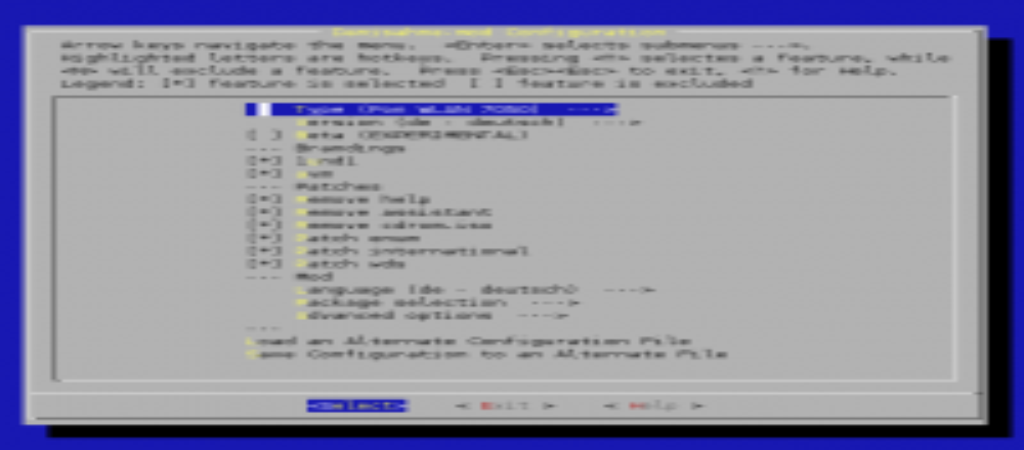 Danisahne-mod Configuration
Arrow keys navigate the menu. <Enter> selects submenus --->.
Highlighted letters are hotkeys. Pressing <Y> selectes a feature, while
<N> will exclude a feature. Press <Esc><Esc> to exit, <?> for Help.
Legend: [*] feature is selected [ ] feature is excluded
Type (Fon WLAN 7050) --->
Version (de - deutsch) --->
[ ] Beta (EXPERIMENTAL)
--- Brandings
[*] 1und1
[*] avm
--- Patches
[*] Remove help
[*] Remove assistant
[*] Remove cdrom.iso
[*] Patch enum
[*] Patch international
[*] Patch wds
--- Mod
Language (de - deutsch) --->
Package selection --->
Advanced options --->
---
Load an Alternate Configuration File
Save Configuration to an Alternate File
<Select> < Exit > < Help >